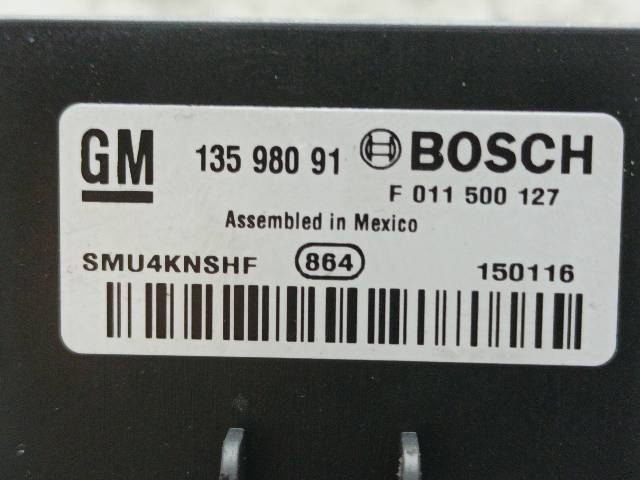 GM 135 980 91 BOSCH
F 011 500 127
Assembled in Mexico
SMU4KNSHF 864 150116